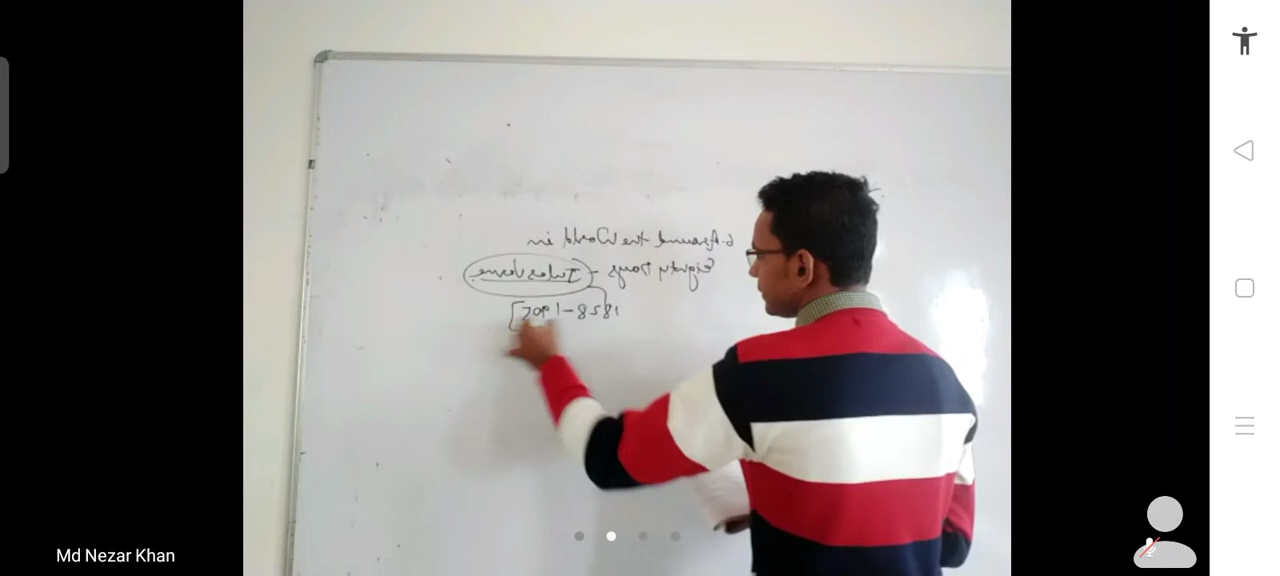 6. Around the World in
Eighty Days - Jules Verne
1828-1905]
Md Nezar Khan